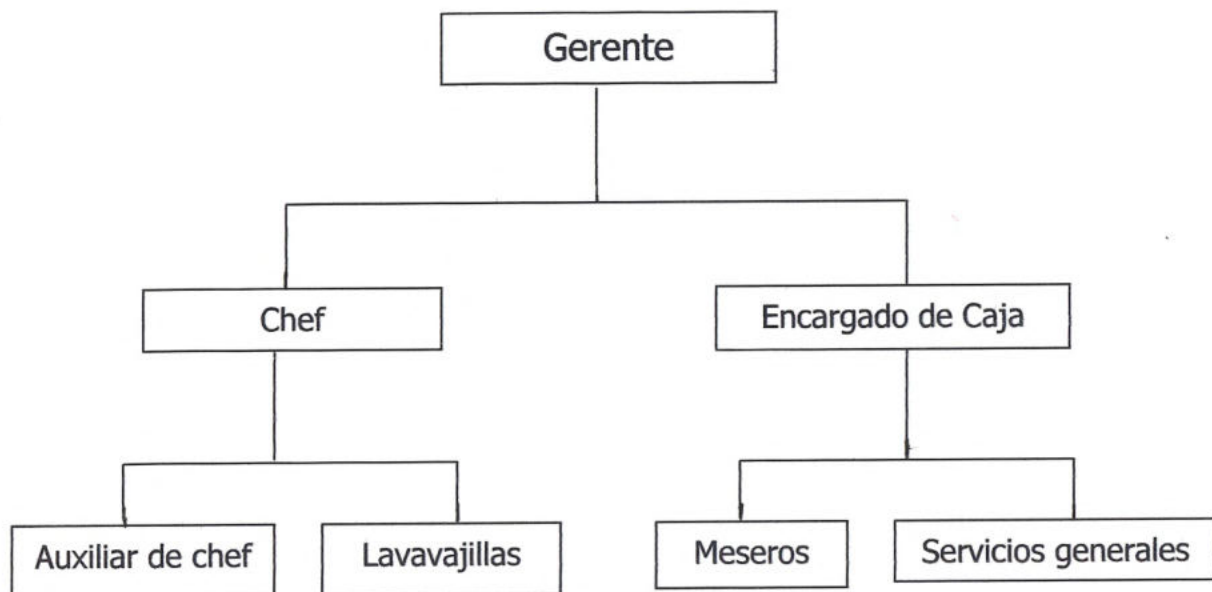 Gerente
Chef
Encargado de Caja
Auxiliar de chef
Lavavajillas
Meseros
Servicios generales